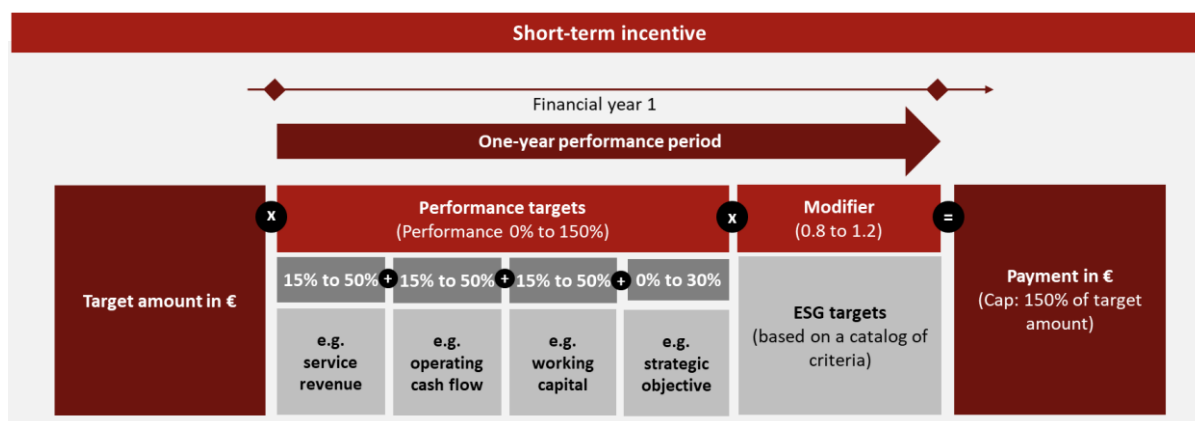 Short-term incentive
Financial year 1
One-year performance period
Target amount in €
x
Performance targets
(Performance 0% to 150%)
x
Modifier
(0.8 to 1.2)
=
Payment in €
(Cap: 150% of target
amount)
15% to 50% + 15% to 50% + 15% to 50% + 0% to 30%
e.g.
service
revenue
e.g.
operating
cash flow
e.g.
working
capital
e.g.
strategic
objective
ESG targets
(based on a catalog of
criteria)